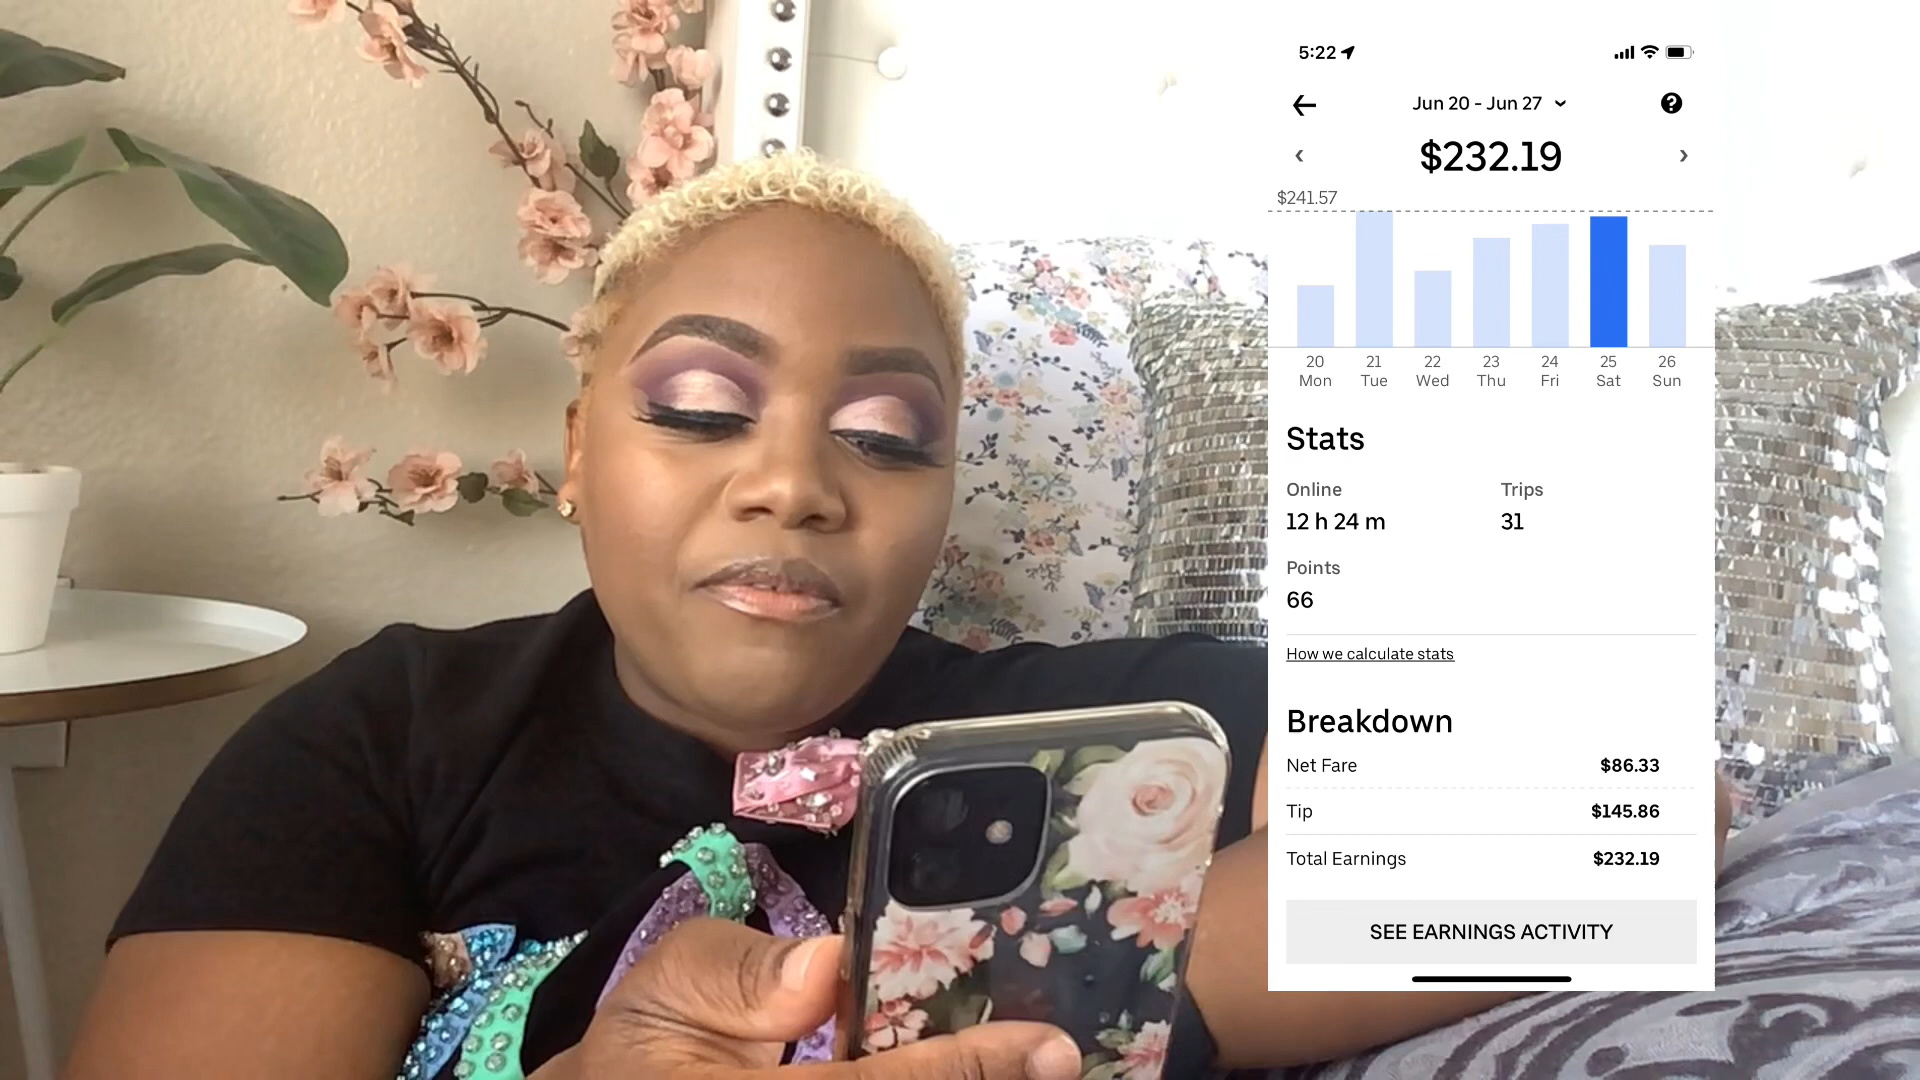 5:22
Jun 20 - Jun 27
$232.19
$241.57
20 21 22 23 24 25 26
Mon Tue Wed Thu Fri Sat Sun
Stats
Online Trips
12 h 24 m 31
Points
66
How we calculate stats
Breakdown
Net Fare $86.33
Tip $145.86
Total Earnings $232.19
SEE EARNINGS ACTIVITY